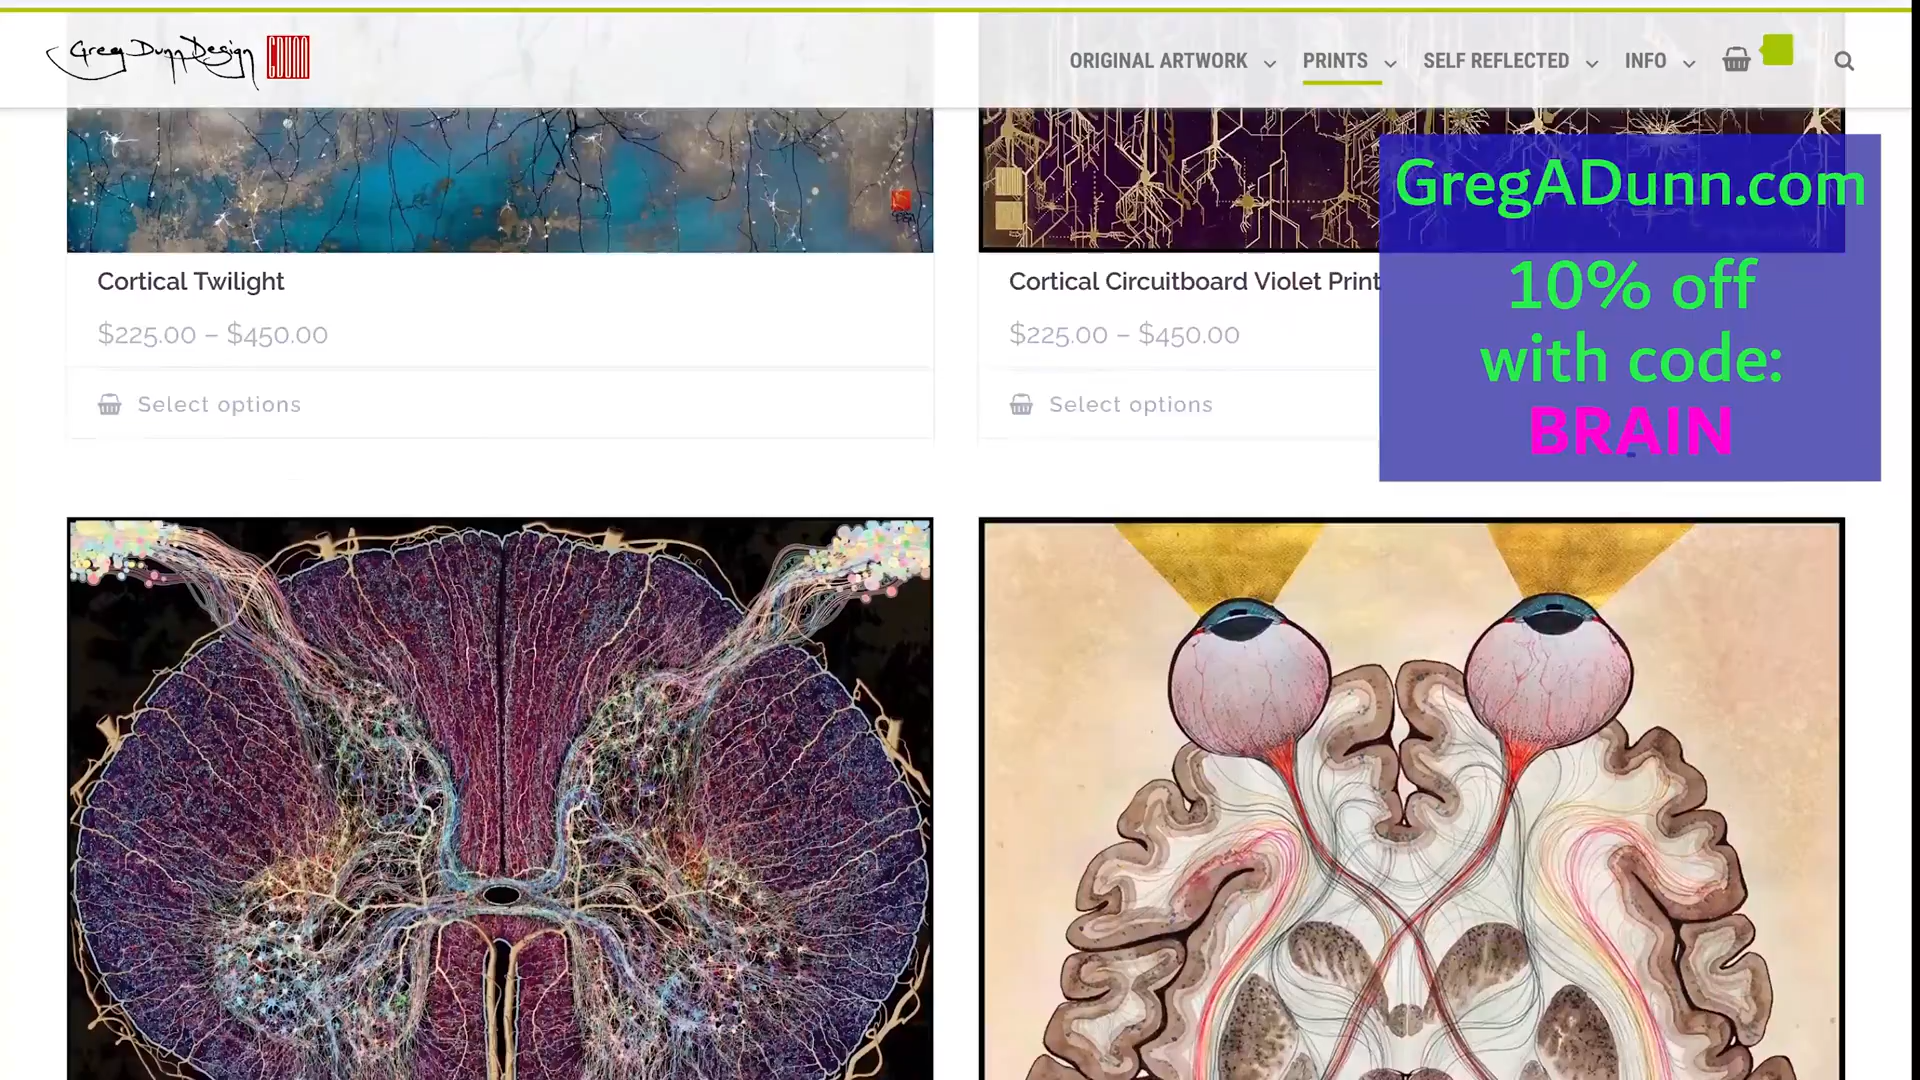 Greg Dunn Design
GDUNN
ORIGINAL ARTWORK
PRINTS
SELF REFLECTED
INFO
GregADunn.com
10% off
with code:
BRAIN
Cortical Twilight
$225.00 – $450.00
Select options
Cortical Circuitboard Violet Print
$225.00 – $450.00
Select options